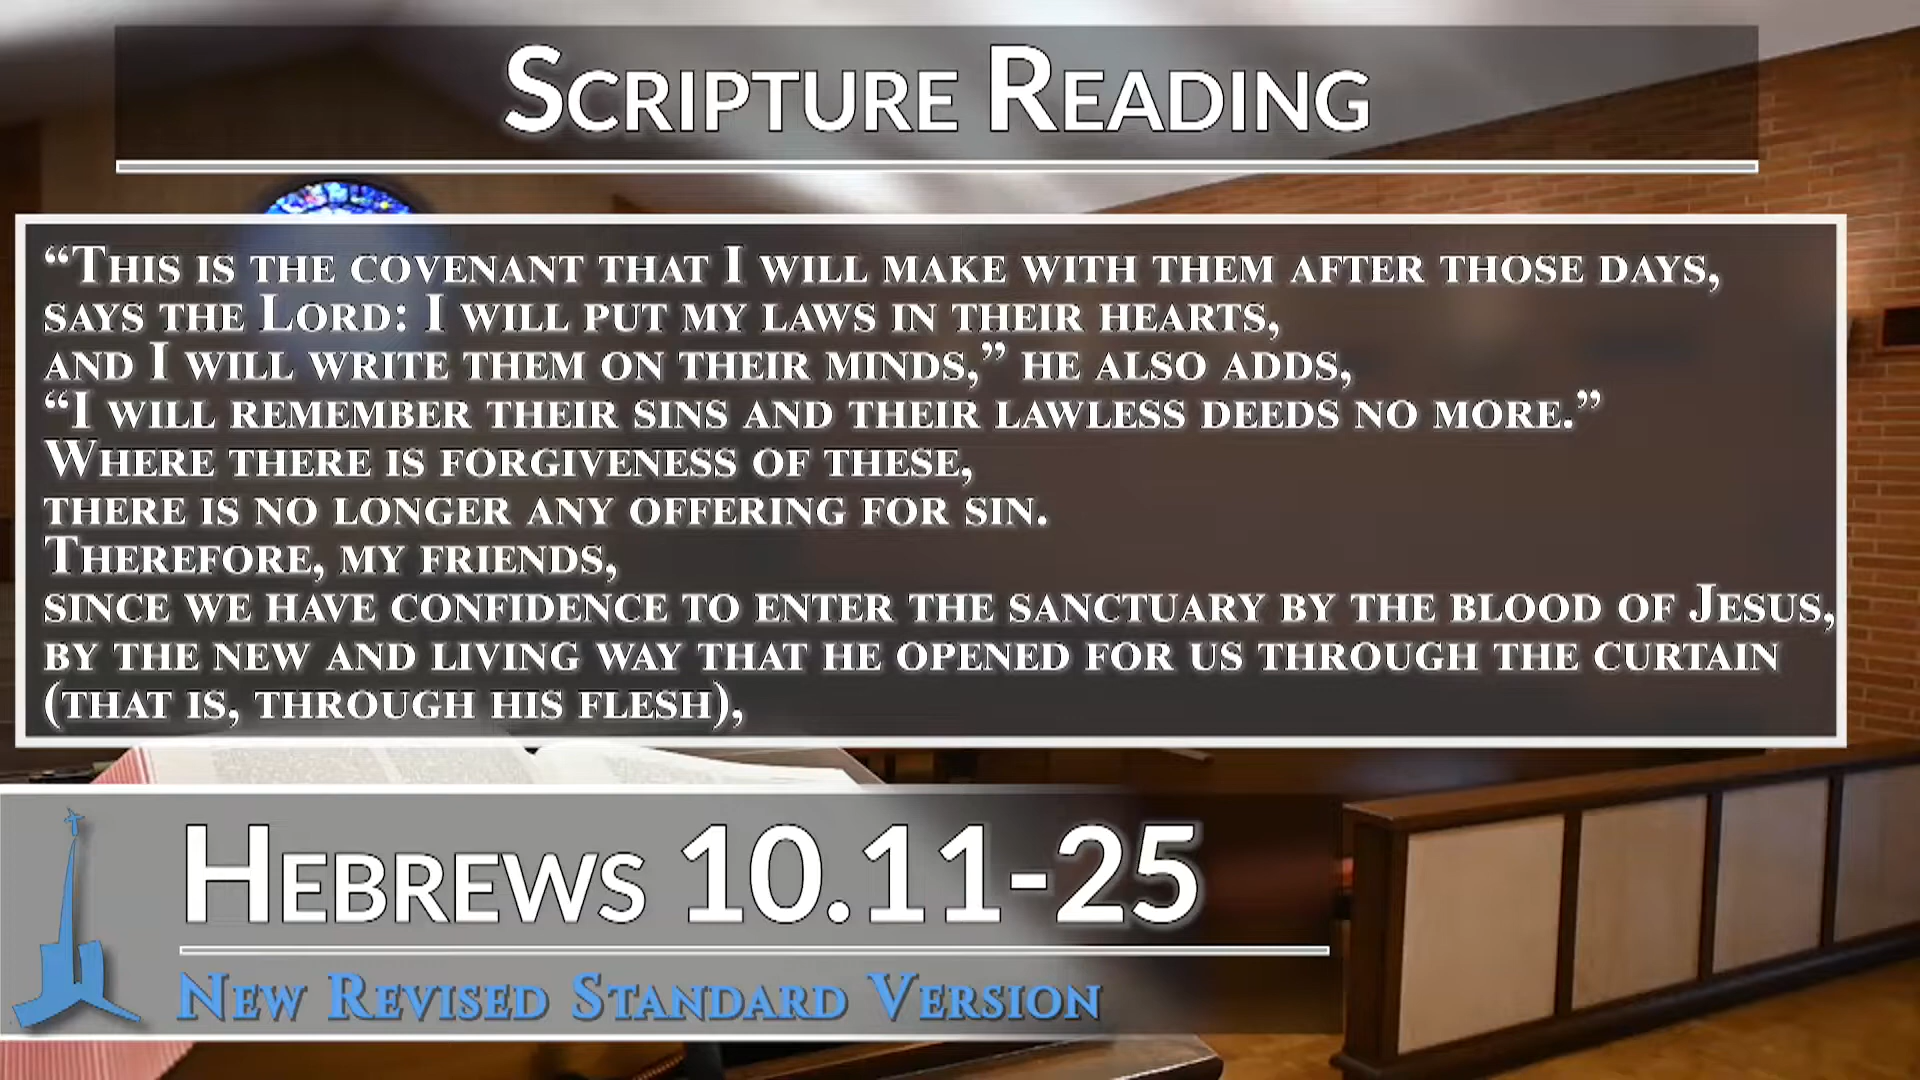 Scripture Reading
“This is the covenant that I will make with them after those days,
says the Lord: I will put my laws in their hearts,
and I will write them on their minds,” he also adds,
“I will remember their sins and their lawless deeds no more.”
Where there is forgiveness of these,
there is no longer any offering for sin.
Therefore, my friends,
since we have confidence to enter the sanctuary by the blood of Jesus,
by the new and living way that he opened for us through the curtain
(that is, through his flesh),
Hebrews 10.11-25
New Revised Standard Version